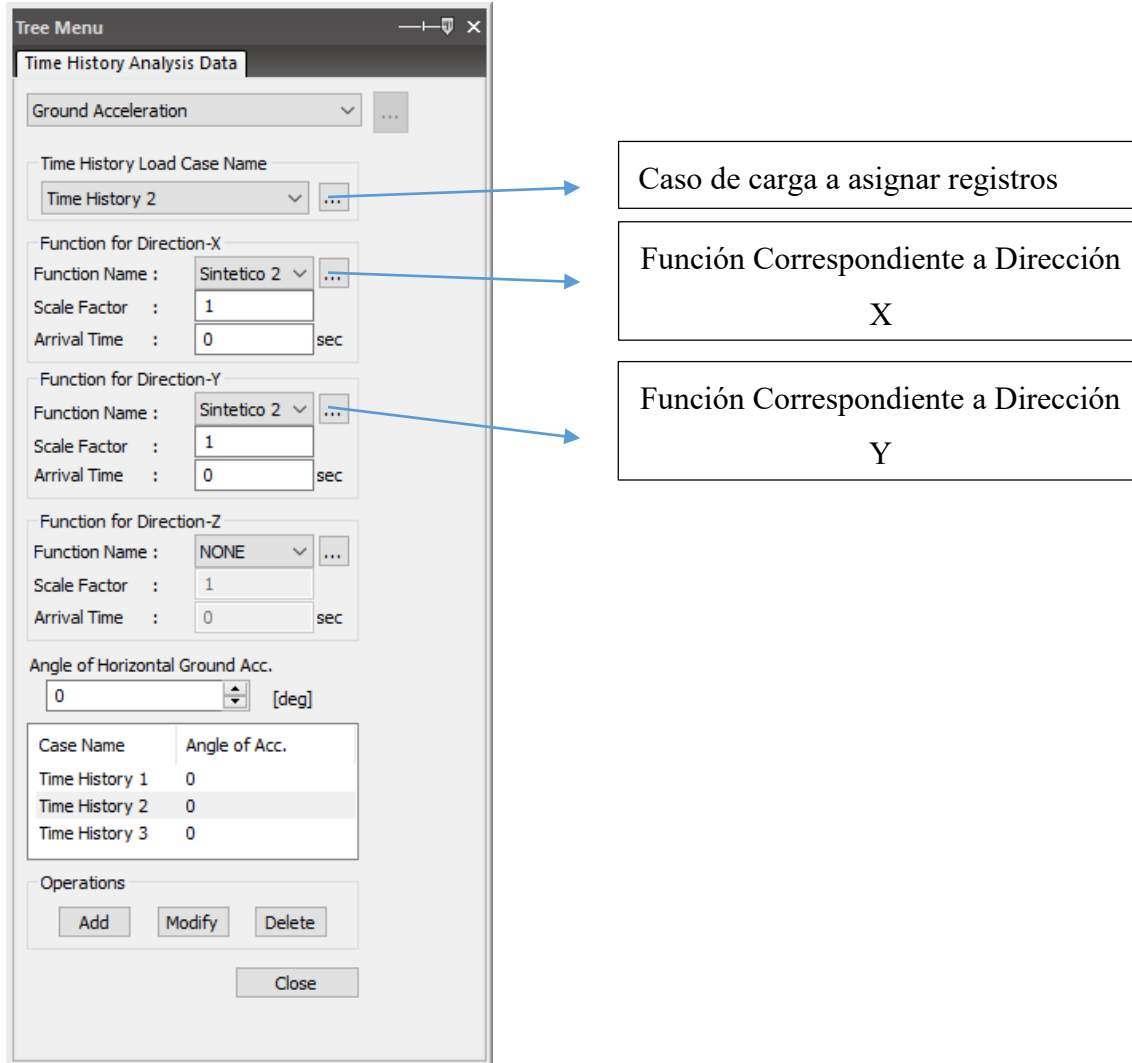 Tree Menu
Time History Analysis Data
Ground Acceleration
...
Time History Load Case Name
Time History 2
...
Function for Direction-X
Function Name : Sintetico 2 ...
Scale Factor : 1
Arrival Time : 0 sec
Function for Direction-Y
Function Name : Sintetico 2 ...
Scale Factor : 1
Arrival Time : 0 sec
Function for Direction-Z
Function Name : NONE ...
Scale Factor : 1
Arrival Time : 0 sec
Angle of Horizontal Ground Acc.
0 [deg]
Case Name Angle of Acc.
Time History 1 0
Time History 2 0
Time History 3 0
Operations
Add Modify Delete
Close
Caso de carga a asignar registros
Función Correspondiente a Dirección
X
Función Correspondiente a Dirección
Y